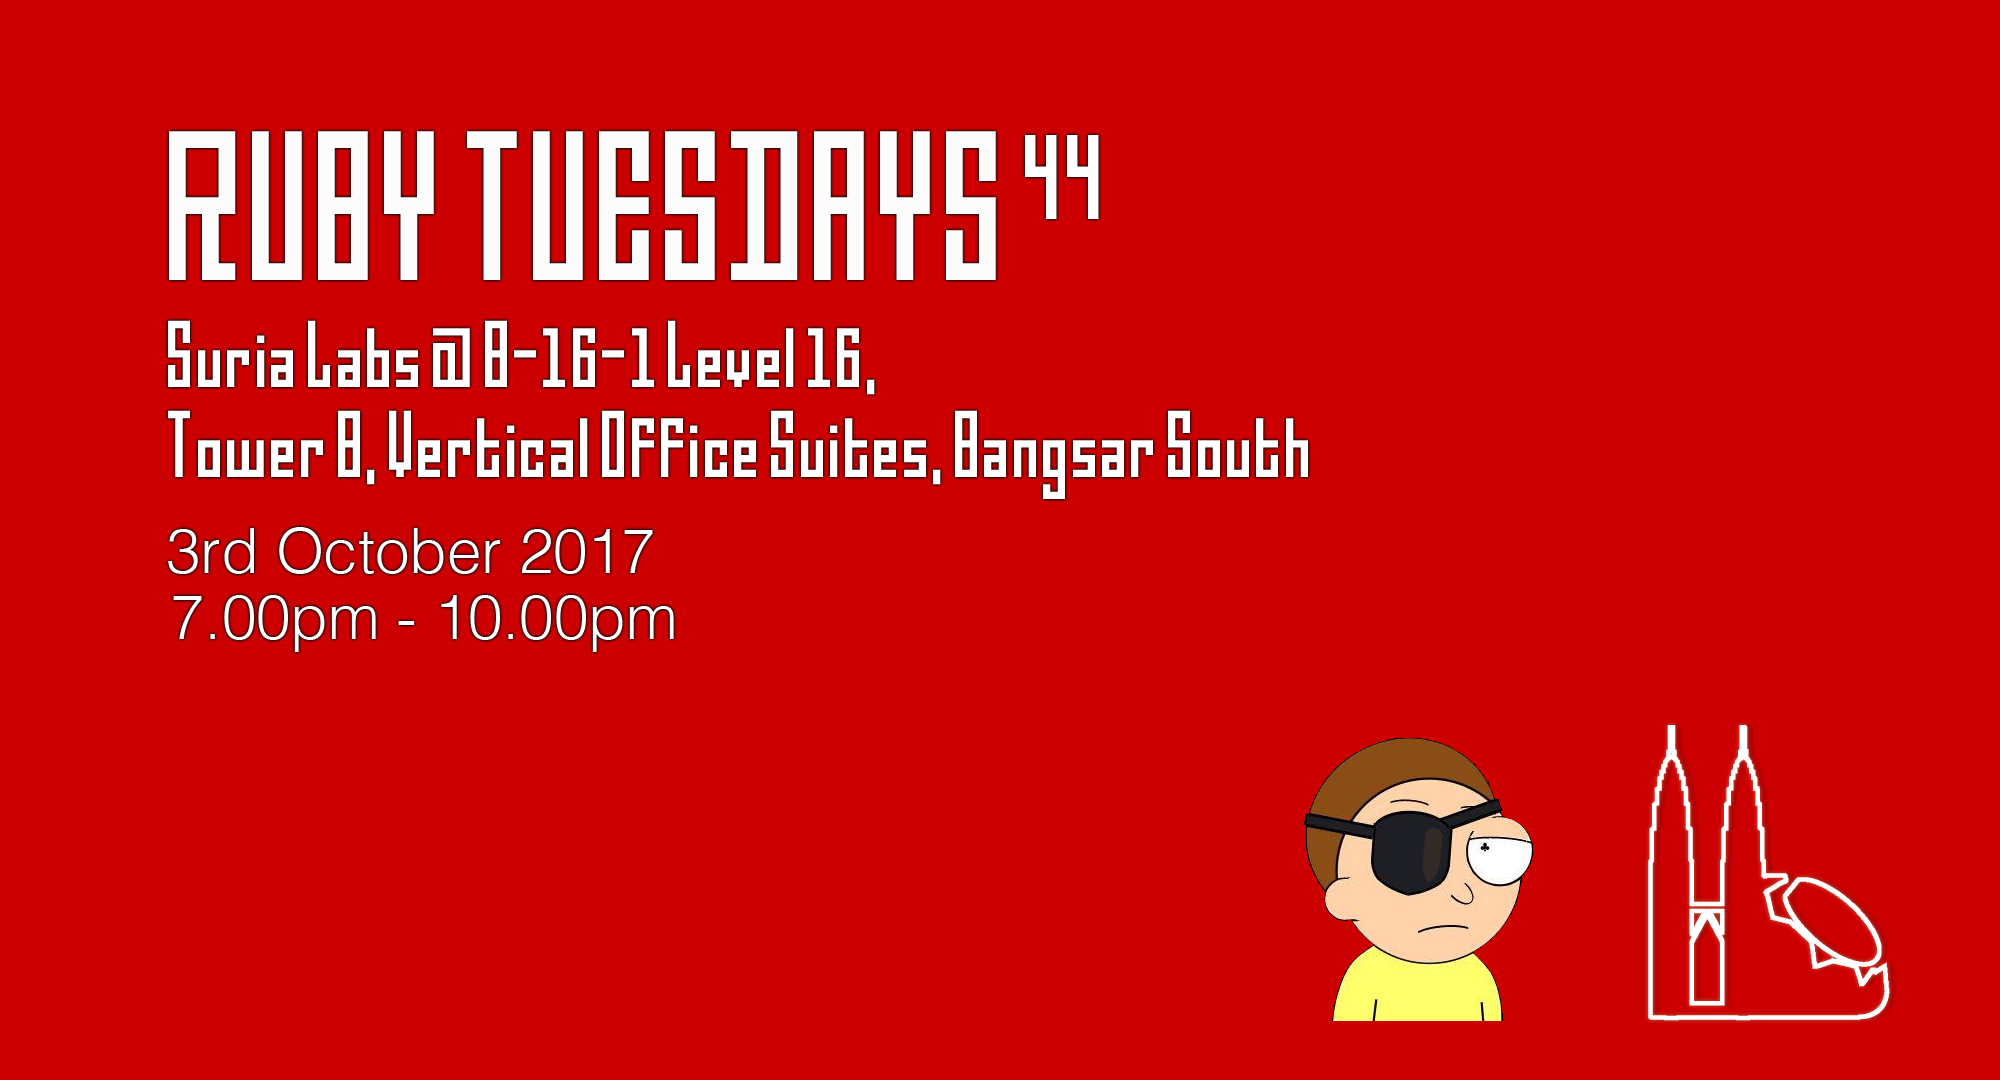 RUBY TUESDAYS 44
Suria Labs @ B-16-1 Level 16,
Tower B, Vertical Office Suites, Bangsar South
3rd October 2017
7.00pm - 10.00pm